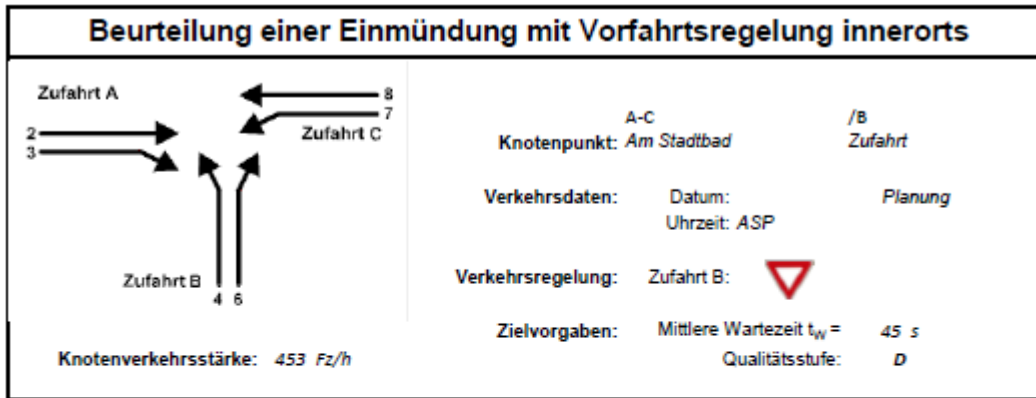 Beurteilung einer Einmündung mit Vorfahrtsregelung innerorts
Zufahrt A
8
7
2
3
Zufahrt C
Zufahrt B
4 6
Knotenverkehrsstärke: 453 Fz/h
A-C /B
Knotenpunkt: Am Stadtbad Zufahrt
Verkehrsdaten: Datum: Planung
Uhrzeit: ASP
Verkehrsregelung: Zufahrt B:
Zielvorgaben: Mittlere Wartezeit tW = 45 s
Qualitätsstufe: D